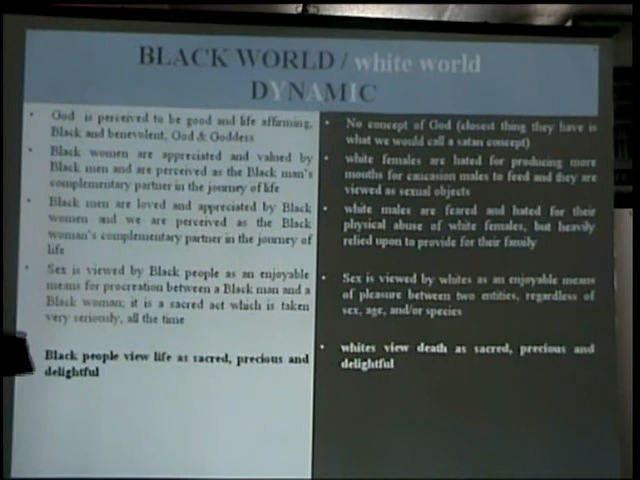 BLACK WORLD / white world
DYNAMIC
• God is perceived to be good and life affirming,
Black and benevolent, God & Goddess
• Black women are appreciated and valued by
Black men and are perceived as the Black man's
complementary partner in the journey of life
• Black men are loved and appreciated by Black
women and we are perceived as the Black
woman's complementary partner in the journey of
life
• Sex is viewed by Black people as an enjoyable
means for procreation between a Black man and a
Black woman; it is a sacred act which is taken
very seriously, all the time
Black people view life as sacred, precious and
delightful
• No concept of God (closest thing they have is
what we would call a satan concept)
• white females are hated for producing more
mouths for caucasion males to feed and they are
viewed as sexual objects
• white males are feared and hated for their
physical abuse of white females, but heavily
relied upon to provide for their family
• Sex is viewed by whites as an enjoyable means
of pleasure between two entities, regardless of
sex, age, and/or species
• whites view death as sacred, precious and
delightful